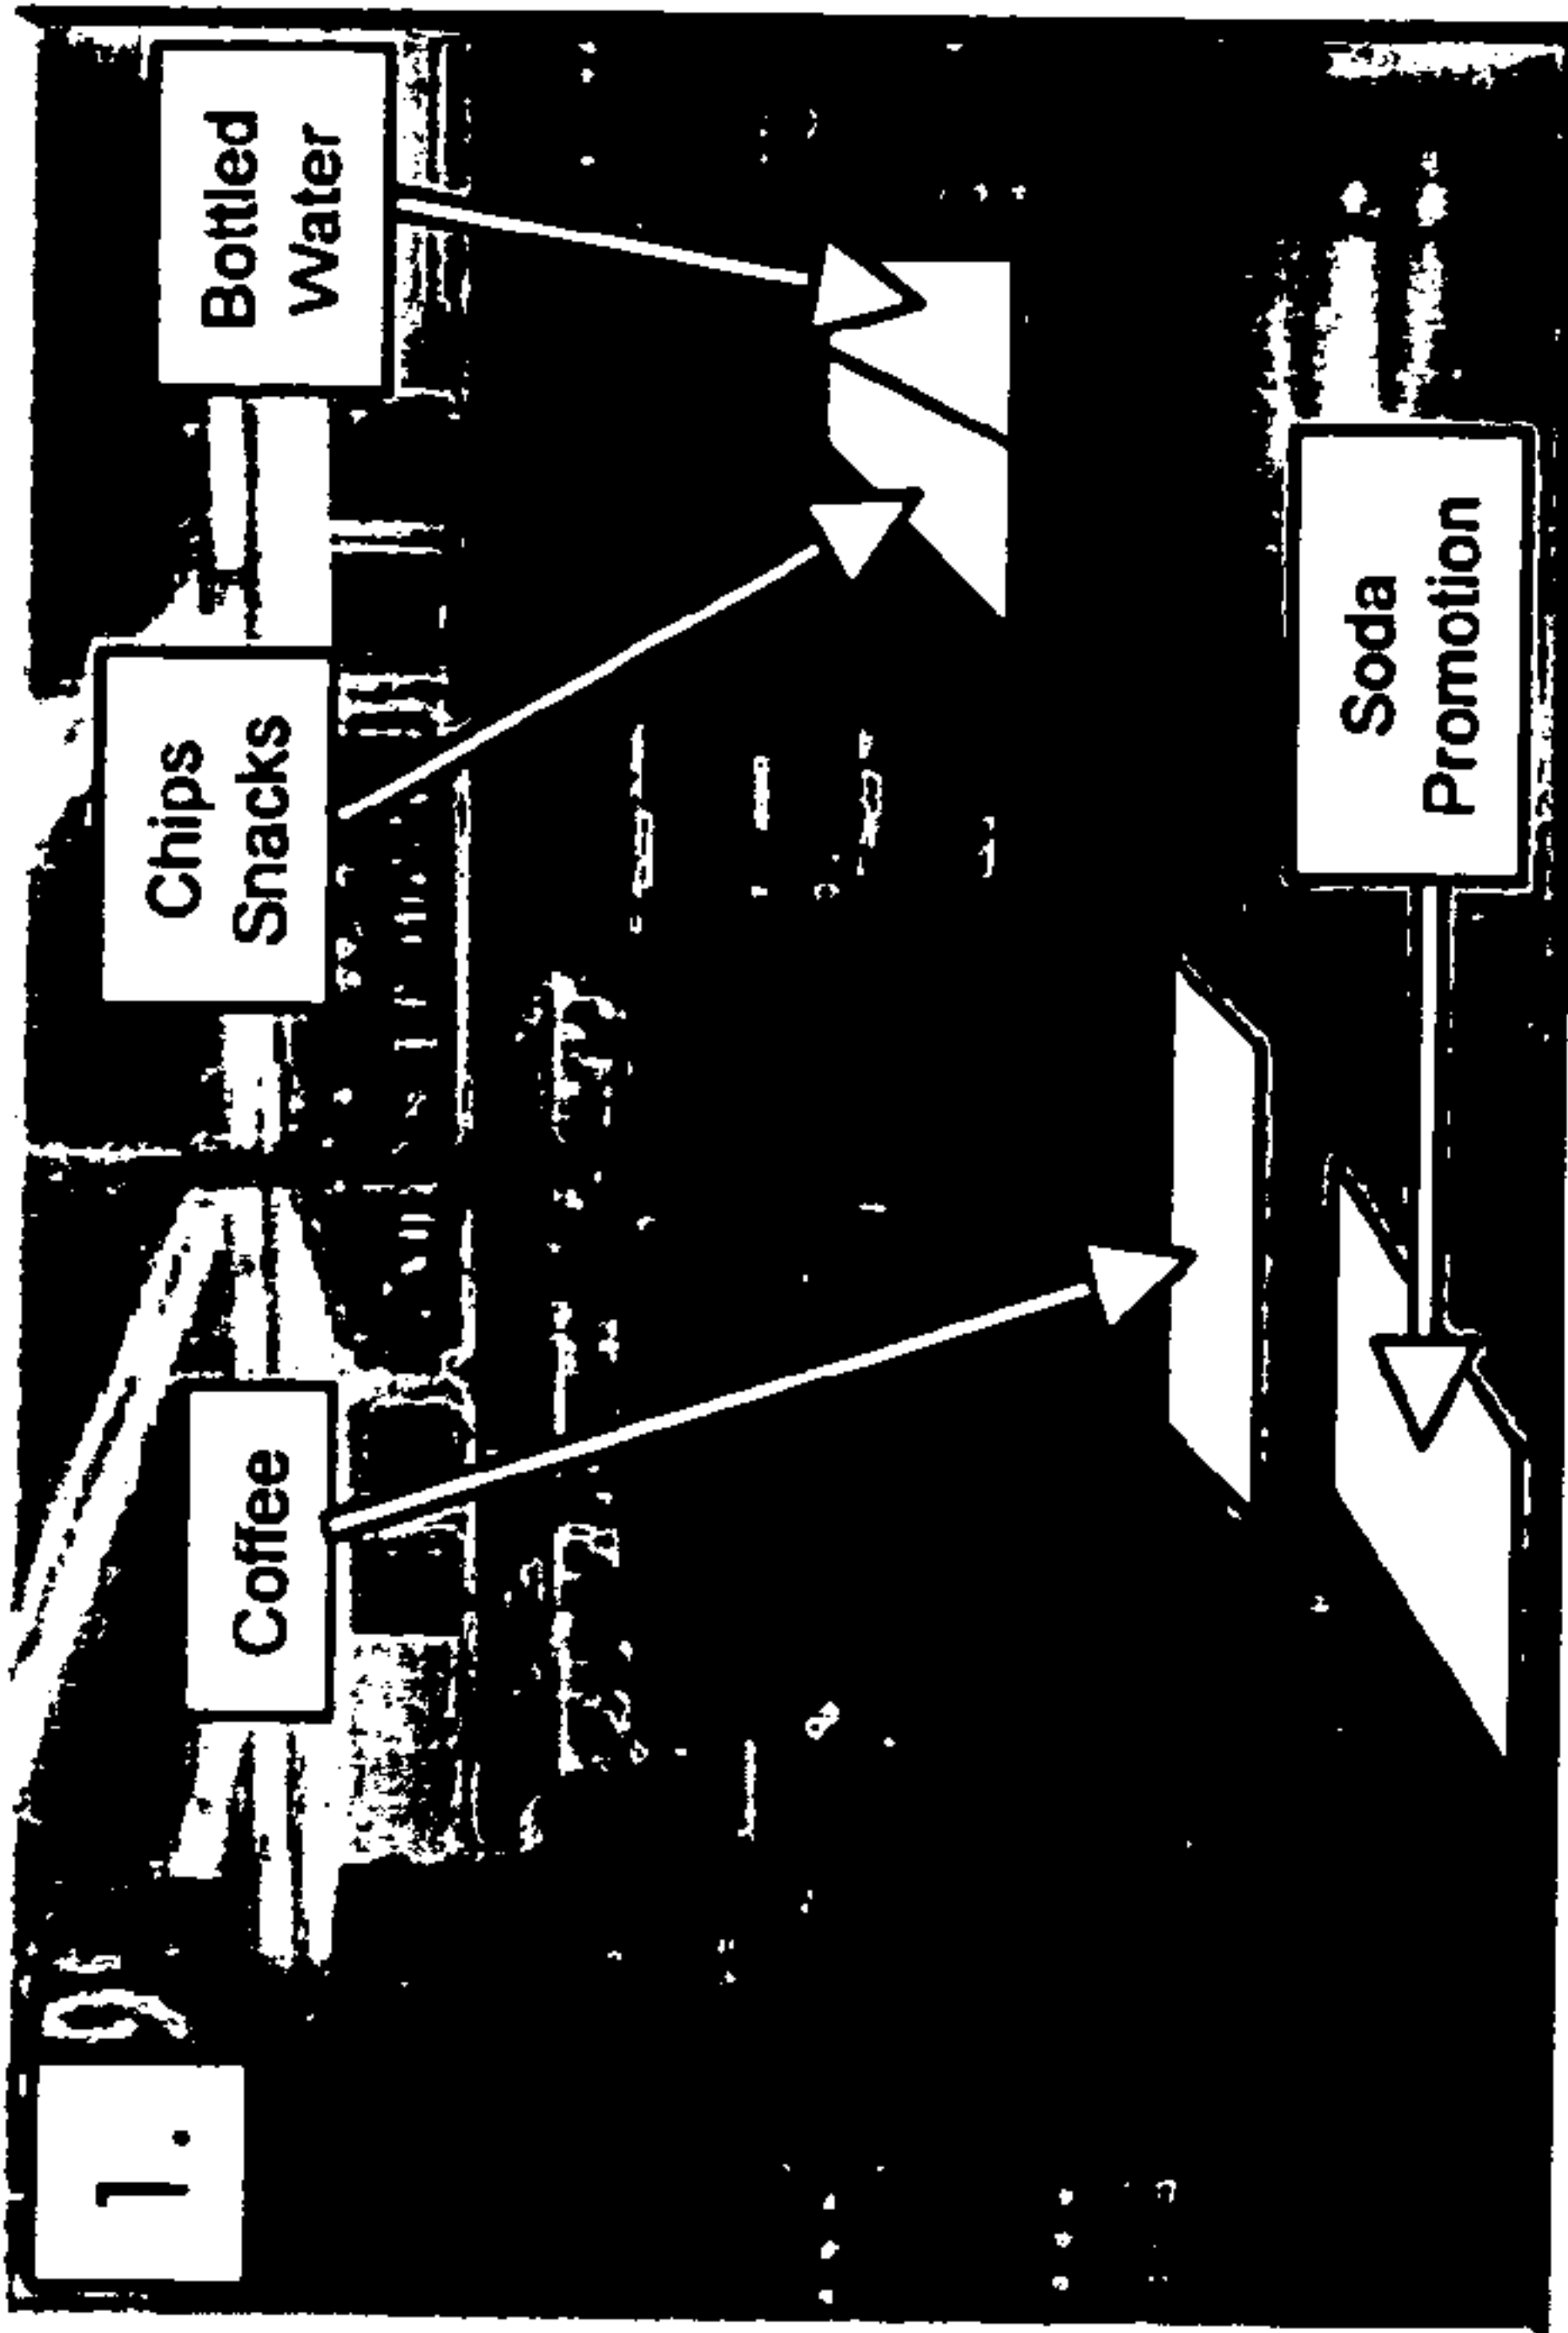 1.
Coffee
Chips
Snacks
Bottled
Water
Soda
Promotion